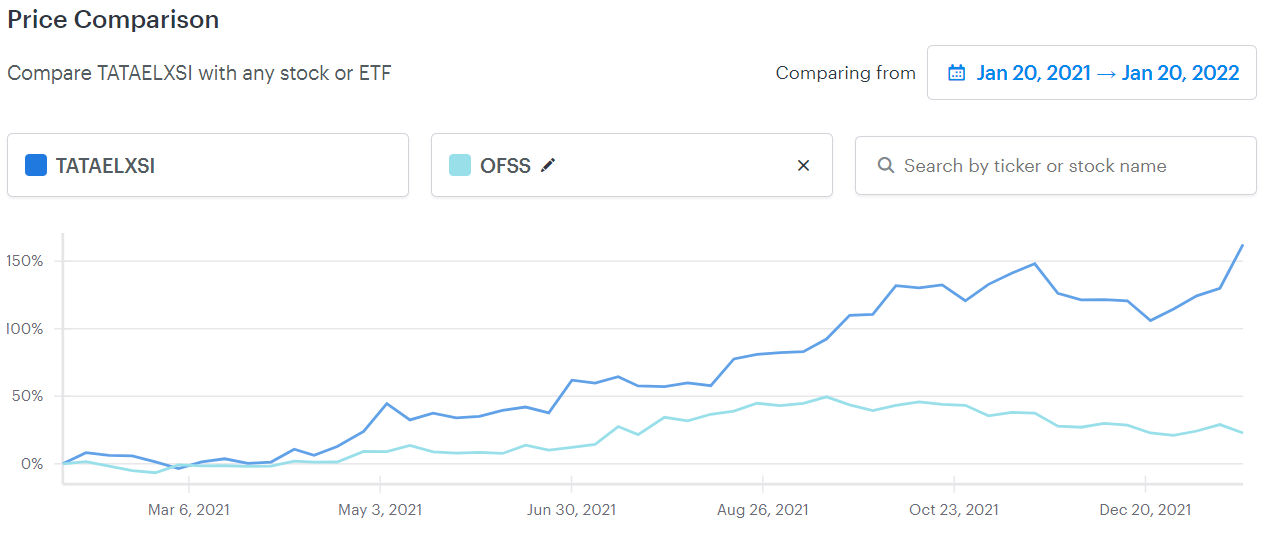 Price Comparison
Compare TATAELXSI with any stock or ETF
Comparing from
Jan 20, 2021 → Jan 20, 2022
TATAELXSI
OFSS
Search by ticker or stock name
150%
100%
50%
0%
Mar 6, 2021
May 3, 2021
Jun 30, 2021
Aug 26, 2021
Oct 23, 2021
Dec 20, 2021